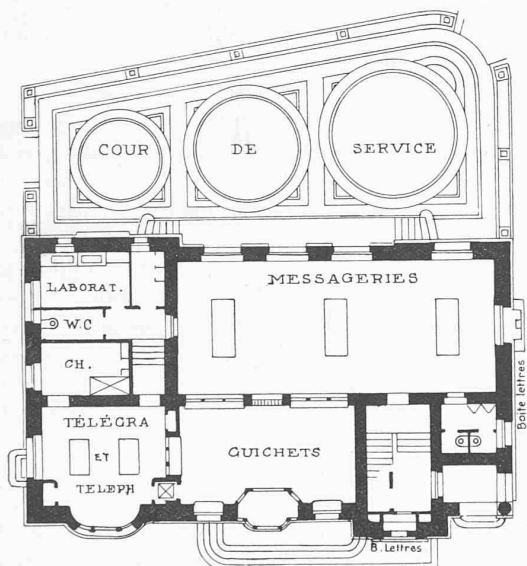 COUR DE SERVICE
MESSAGERIES
LABORAT.
W.C
CH.
TÉLÉGRA
ET
TELEPH
GUICHETS
Boite lettres
B. Lettres